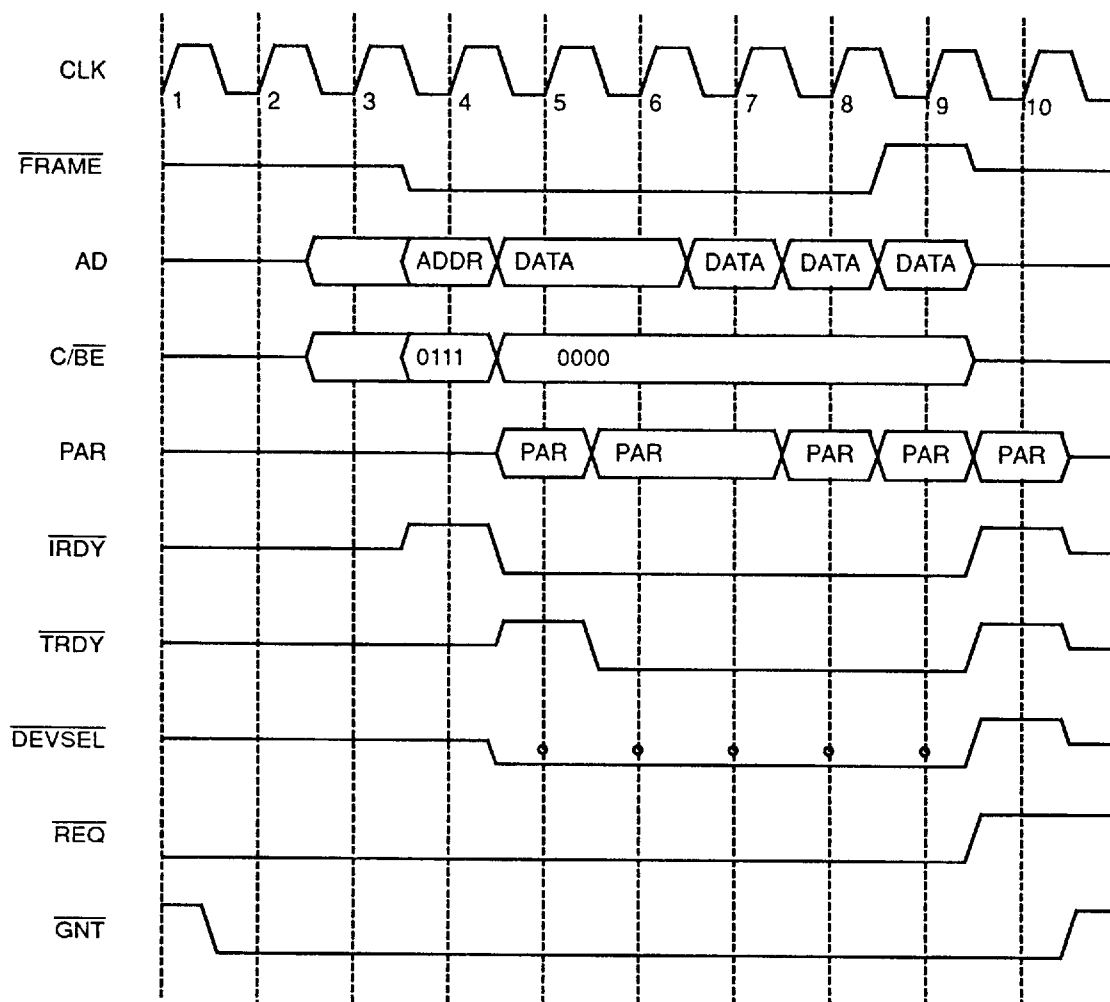 CLK
1 2 3 4 5 6 7 8 9 10
FRAME
AD ADDR DATA DATA DATA DATA
C/BE 0111 0000
PAR PAR PAR PAR PAR PAR
IRDY
TRDY
DEVSEL
REQ
GNT